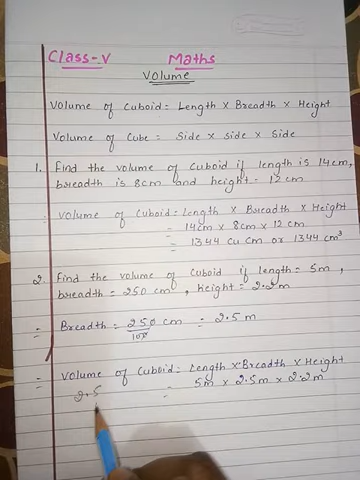 Class-V Maths
Volume
Volume of Cuboid = Length × Breadth × Height
Volume of Cube = Side × Side × Side
1. Find the volume of Cuboid if length is 14cm,
breadth is 8cm and height = 12 cm
Volume of Cuboid = Length × Breadth × Height
= 14cm × 8cm × 12 cm
= 1344 Cu Cm or 1344 cm³
2. Find the volume of Cuboid if length = 5m,
breadth = 250 cm, height = 2.2m
= Breadth = 250/100 cm = 2.5 m
= Volume of Cuboid = Length × Breadth × Height
= 5m × 2.5m × 2.2m
2.5